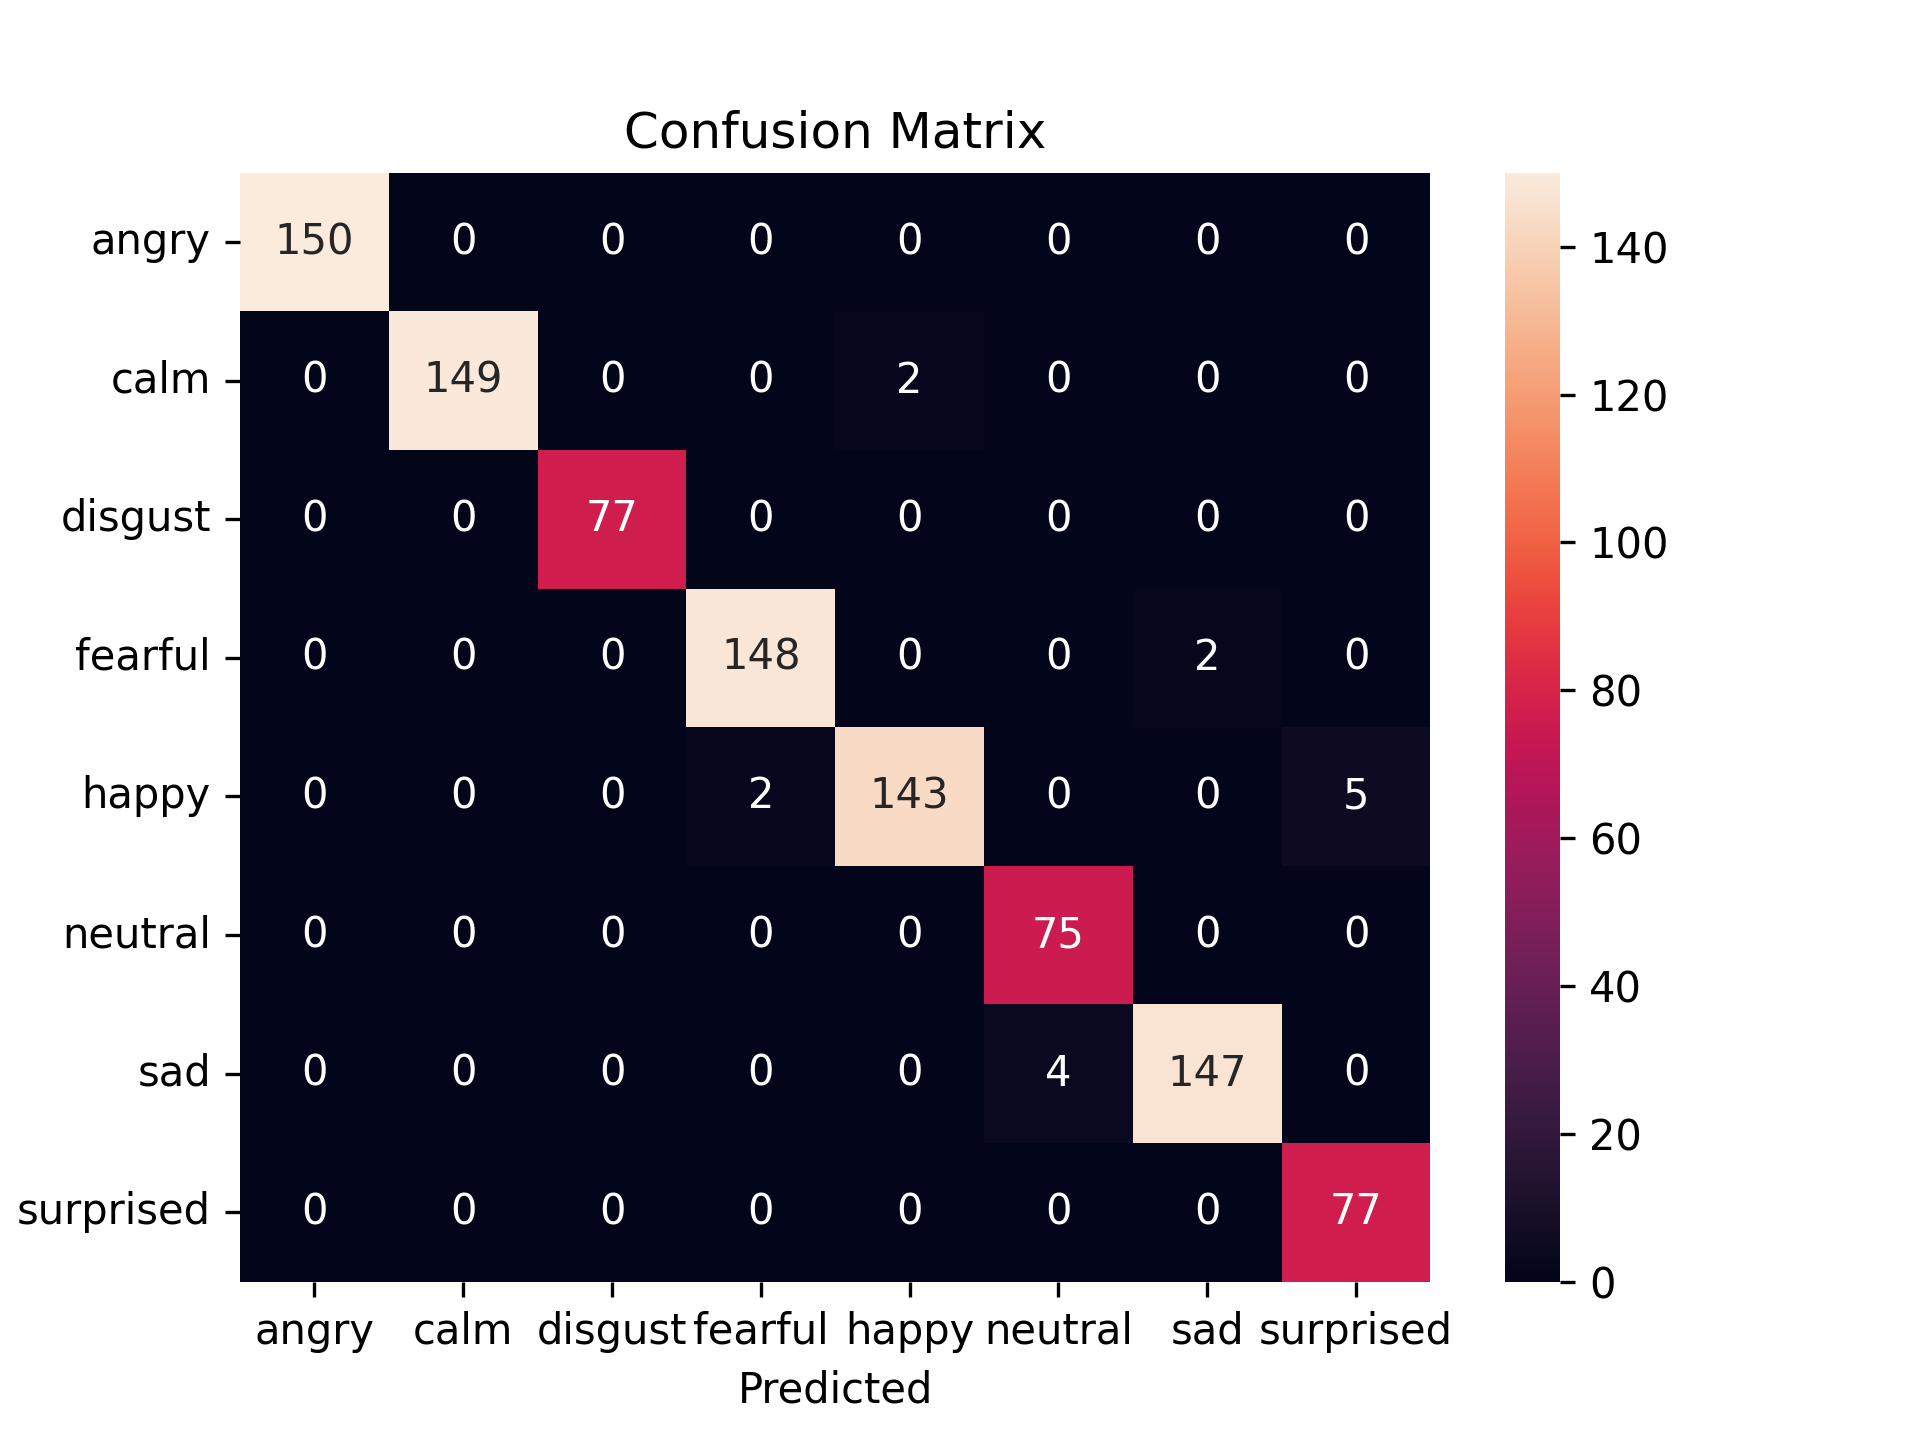 Confusion Matrix
angry 150 0 0 0 0 0 0 0
calm 0 149 0 0 2 0 0 0
disgust 0 0 77 0 0 0 0 0
fearful 0 0 0 148 0 0 2 0
happy 0 0 0 2 143 0 0 5
neutral 0 0 0 0 0 75 0 0
sad 0 0 0 0 0 4 147 0
surprised 0 0 0 0 0 0 0 77
angry calm disgust fearful happy neutral sad surprised
Predicted
140
120
100
80
60
40
20
0